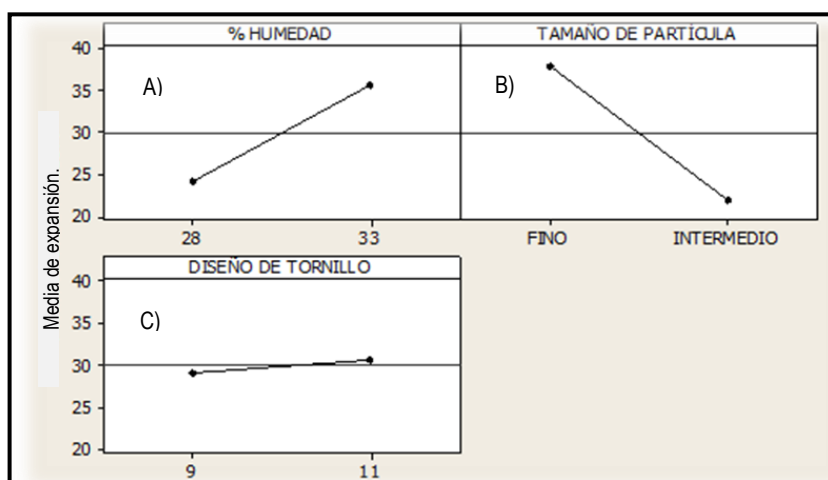 % HUMEDAD
TAMAÑO DE PARTÍCULA
40
35
30
25
20
A)
B)
28
33
FINO
INTERMEDIO
DISEÑO DE TORNILLO
40
35
30
25
20
C)
9
11
Media de expansión.